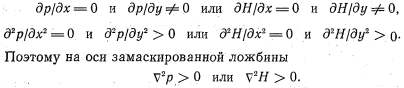 ∂p/∂x = 0 и ∂p/∂y ≠ 0 или ∂H/∂x = 0 и ∂H/∂y ≠ 0,
∂²p/∂x² = 0 и ∂²p/∂y² > 0 или ∂²H/∂x² = 0 и ∂²H/∂y² > 0.
Поэтому на оси замаскированной ложбины
∇²p > 0 или ∇²H > 0.